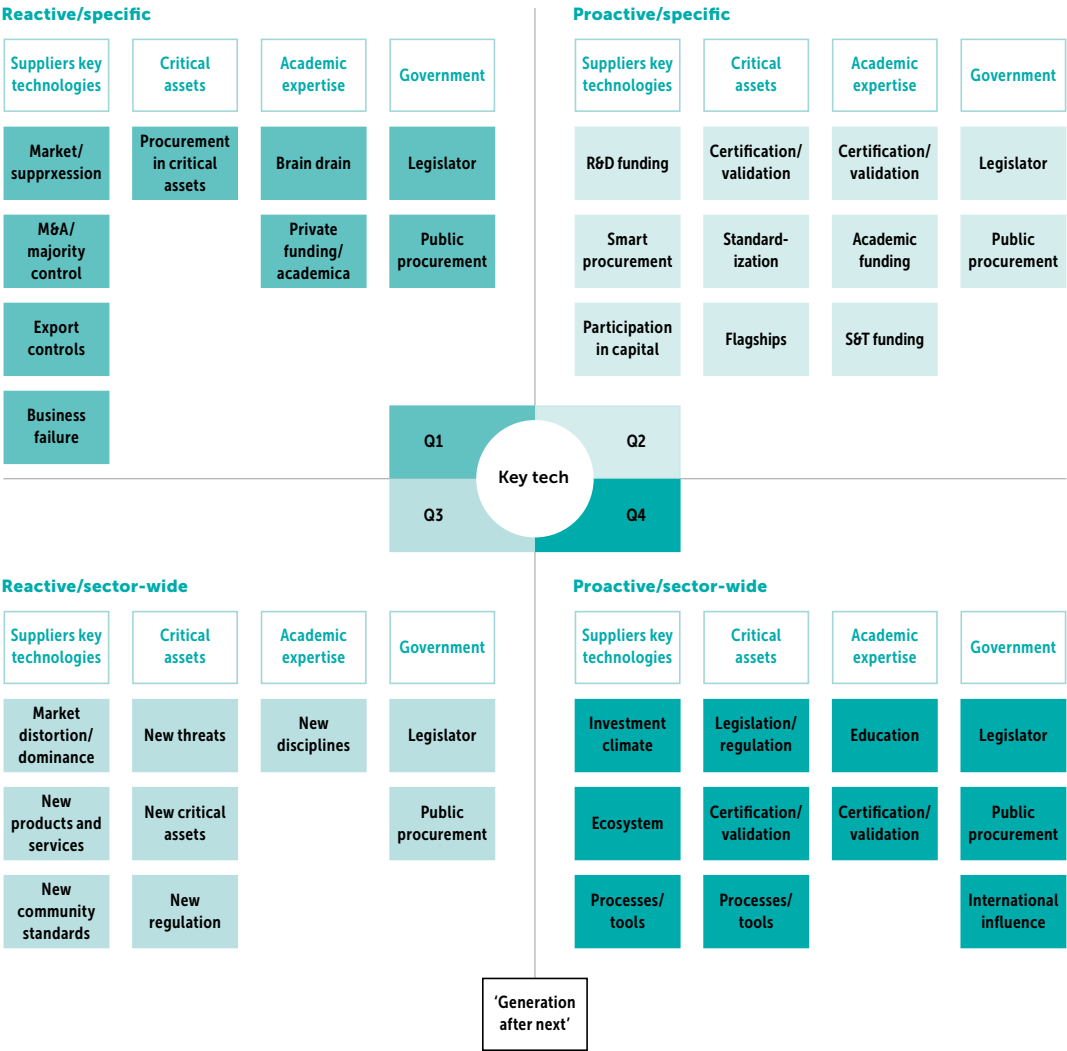 Reactive/specific
Suppliers key
technologies
Critical
assets
Academic
expertise
Government
Market/
supprxession
Procurement
in critical
assets
Brain drain
Legislator
M&A/
majority
control
Private
funding/
academica
Public
procurement
Export
controls
Business
failure
Proactive/specific
Suppliers key
technologies
Critical
assets
Academic
expertise
Government
R&D funding
Certification/
validation
Certification/
validation
Legislator
Smart
procurement
Standard-
ization
Academic
funding
Public
procurement
Participation
in capital
Flagships
S&T funding
Q1
Q2
Key tech
Q3
Q4
Reactive/sector-wide
Suppliers key
technologies
Critical
assets
Academic
expertise
Government
Market
distortion/
dominance
New threats
New
disciplines
Legislator
New
products and
services
New critical
assets
Public
procurement
New
community
standards
New
regulation
Proactive/sector-wide
Suppliers key
technologies
Critical
assets
Academic
expertise
Government
Investment
climate
Legislation/
regulation
Education
Legislator
Ecosystem
Certification/
validation
Certification/
validation
Public
procurement
Processes/
tools
Processes/
tools
International
influence
'Generation
after next'